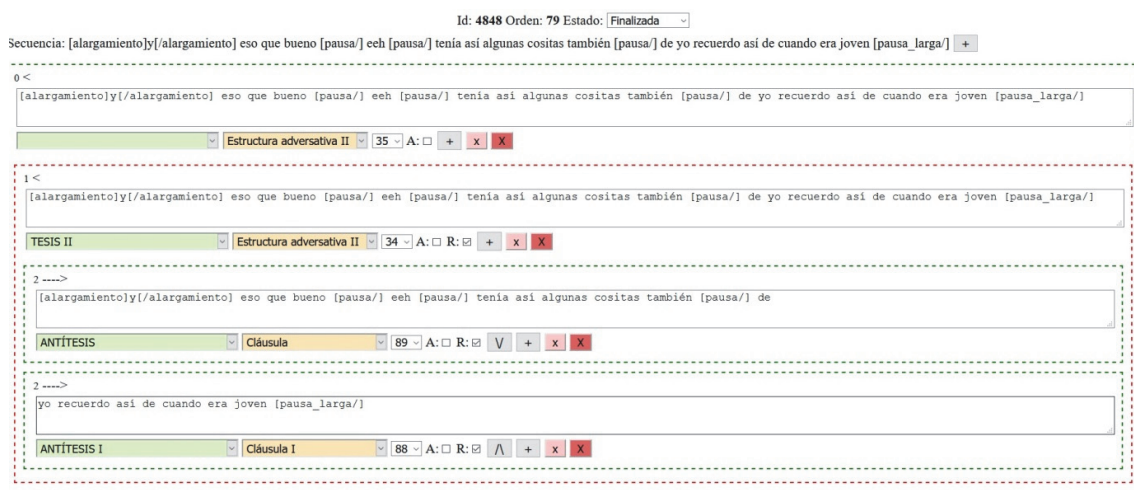 Id: 4848 Orden: 79 Estado: Finalizada
Secuencia: [alargamiento]y[/alargamiento] eso que bueno [pausa/] eeh [pausa/] tenía así algunas cositas también [pausa/] de yo recuerdo así de cuando era joven [pausa_larga/] +
0 <
[alargamiento]y[/alargamiento] eso que bueno [pausa/] eeh [pausa/] tenía así algunas cositas también [pausa/] de yo recuerdo así de cuando era joven [pausa_larga/]
Estructura adversativa II 35 A: + x X
1 <
[alargamiento]y[/alargamiento] eso que bueno [pausa/] eeh [pausa/] tenía así algunas cositas también [pausa/] de yo recuerdo así de cuando era joven [pausa_larga/]
TESIS II Estructura adversativa II 34 A: R: + x X
2 ---->
[alargamiento]y[/alargamiento] eso que bueno [pausa/] eeh [pausa/] tenía así algunas cositas también [pausa/] de
ANTÍTESIS Cláusula 89 A: R: \/ + x X
2 ---->
yo recuerdo así de cuando era joven [pausa_larga/]
ANTÍTESIS I Cláusula I 88 A: R: /\ + x X